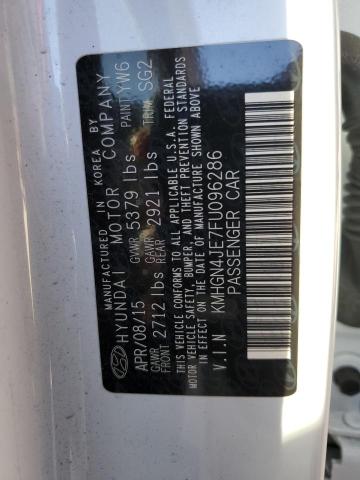 MANUFACTURED IN KOREA BY
HYUNDAI MOTOR COMPANY
APR/08/15 GVWR 5379 lbs PAINT YW6
GAWR FRONT 2712 lbs GAWR REAR 2921 lbs TRIM SG2
THIS VEHICLE CONFORMS TO ALL APPLICABLE U.S.A. FEDERAL
MOTOR VEHICLE SAFETY, BUMPER, AND THEFT PREVENTION STANDARDS
IN EFFECT ON THE DATE OF MANUFACTURE SHOWN ABOVE
V.I.N KMHGN4JE7FU096286
PASSENGER CAR